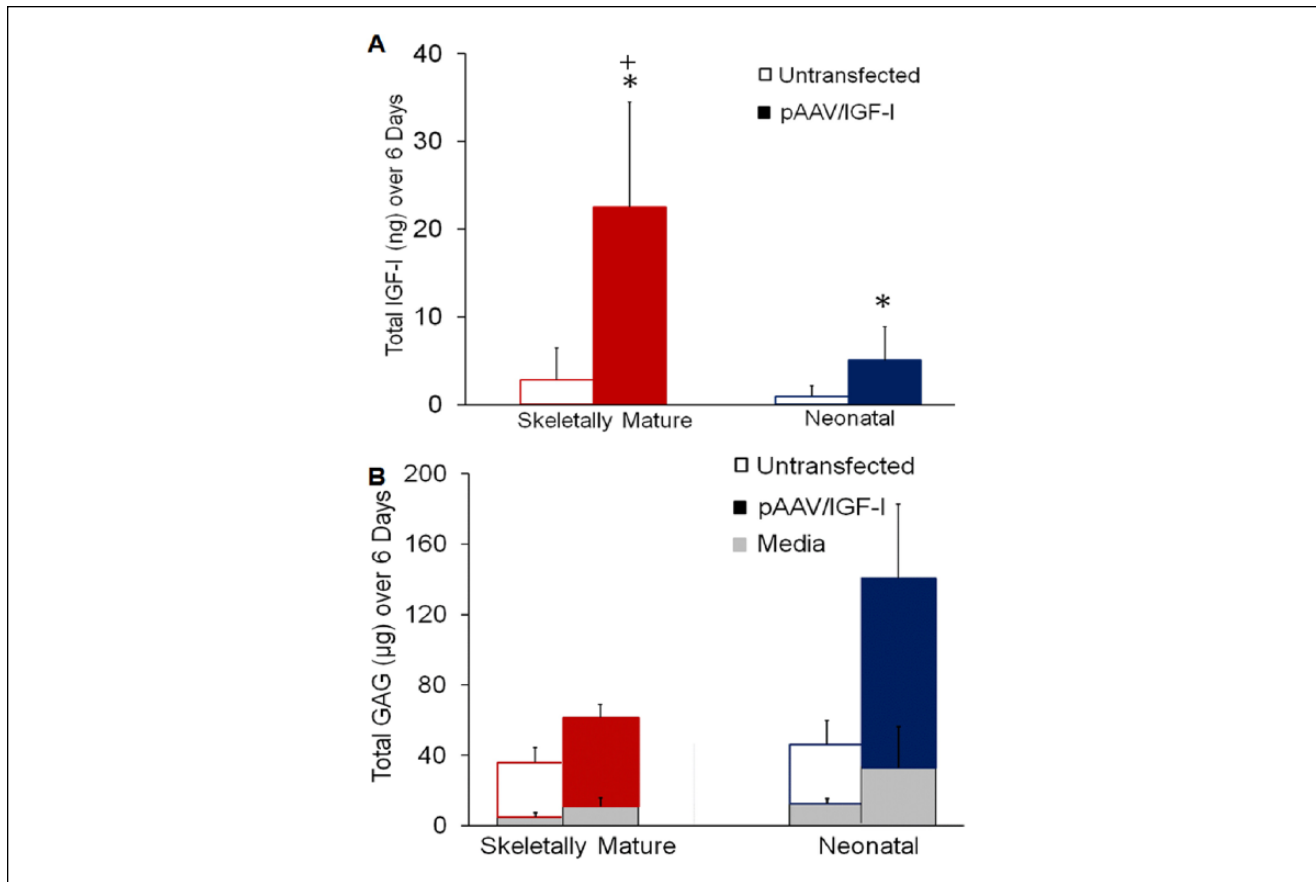 A
Total IGF-I (ng) over 6 Days
40
30
20
10
0
+
*
*
Untransfected
pAAV/IGF-I
Skeletally Mature
Neonatal
B
Total GAG (µg) over 6 Days
200
160
120
80
40
0
Untransfected
pAAV/IGF-I
Media
Skeletally Mature
Neonatal